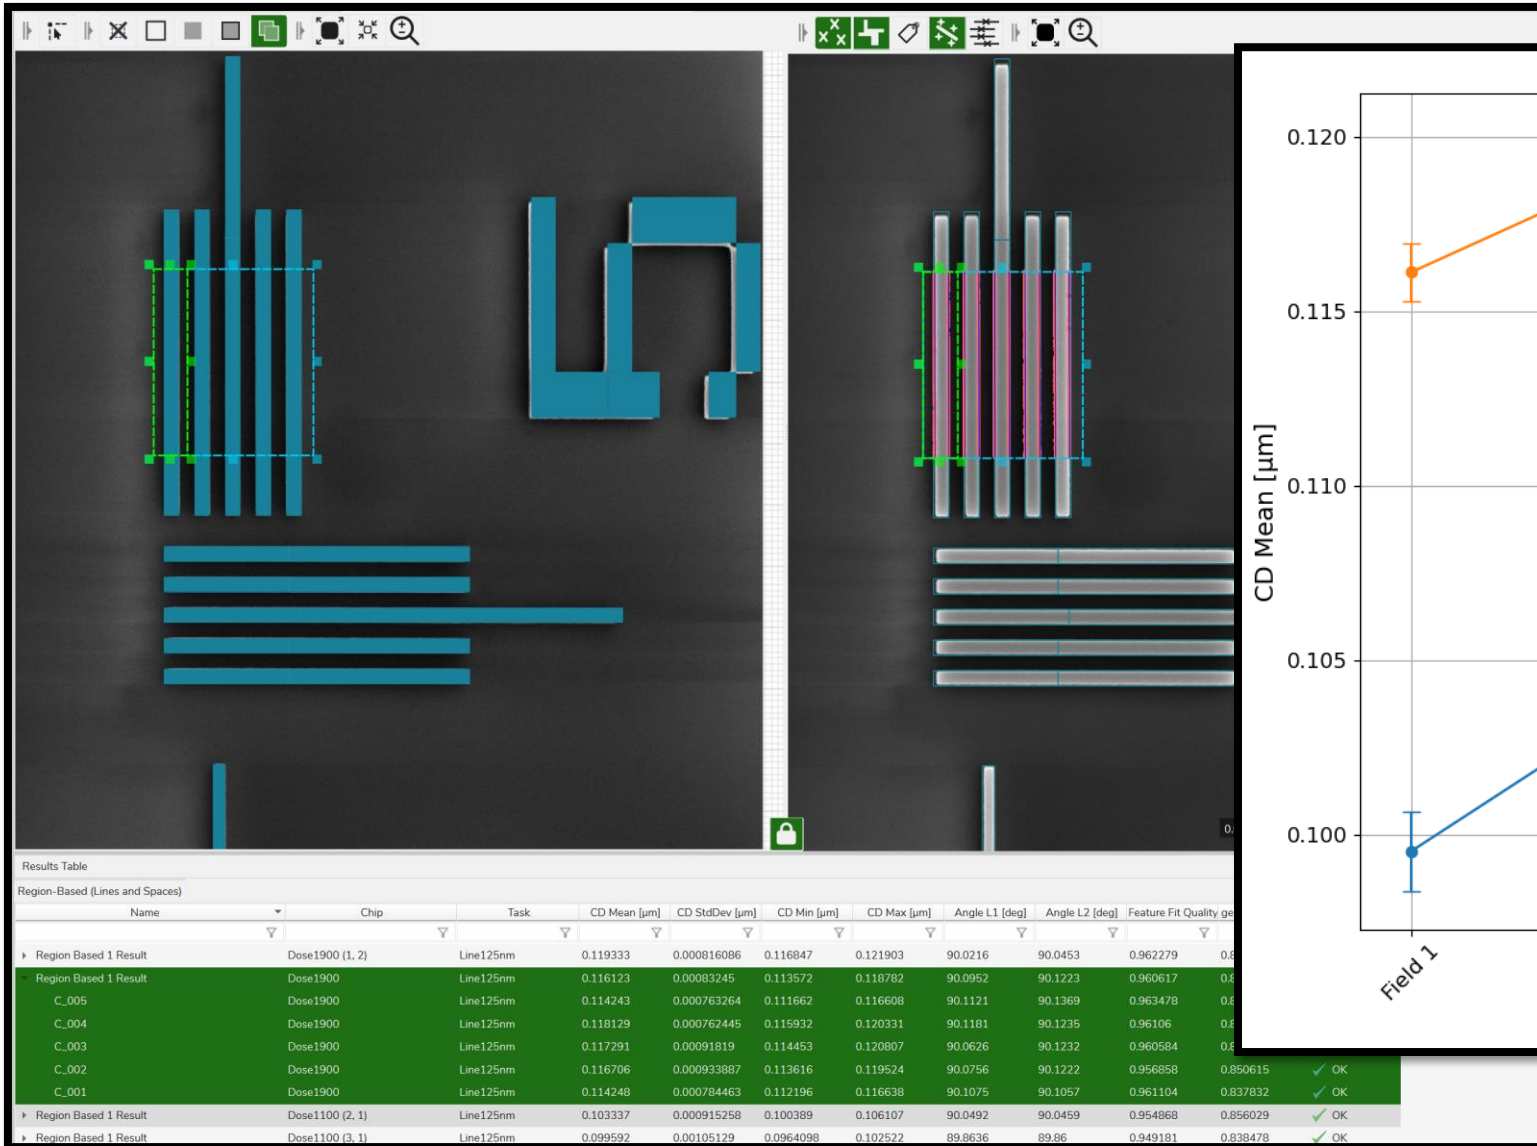 0.120
0.115
0.110
0.105
0.100
CD Mean [µm]
Field 1
0.
Results Table
Region-Based (Lines and Spaces)
Name Chip Task CD Mean [µm] CD StdDev [µm] CD Min [µm] CD Max [µm] Angle L1 [deg] Angle L2 [deg] Feature Fit Quality ge
Region Based 1 Result Dose1900 (1, 2) Line125nm 0.119333 0.000816086 0.116847 0.121903 90.0216 90.0453 0.962279 0.8
Region Based 1 Result Dose1900 Line125nm 0.116123 0.00083245 0.113572 0.118782 90.0952 90.1223 0.960617 0.8
C_005 Dose1900 Line125nm 0.114243 0.000763264 0.111662 0.116608 90.1121 90.1369 0.963478 0.8
C_004 Dose1900 Line125nm 0.118129 0.000762445 0.115932 0.120331 90.1181 90.1235 0.96106 0.8
C_003 Dose1900 Line125nm 0.117291 0.00091819 0.114453 0.120807 90.0626 90.1232 0.960584 0.8
C_002 Dose1900 Line125nm 0.116706 0.000933887 0.113616 0.119524 90.0756 90.1222 0.956858 0.850615 OK
C_001 Dose1900 Line125nm 0.114248 0.000784463 0.112196 0.116638 90.1075 90.1057 0.961104 0.837832 OK
Region Based 1 Result Dose1100 (2, 1) Line125nm 0.103337 0.000915258 0.100389 0.106107 90.0492 90.0459 0.954868 0.856029 OK
Region Based 1 Result Dose1100 (3, 1) Line125nm 0.099592 0.00105129 0.0964098 0.102522 89.8636 89.86 0.949181 0.838478 OK